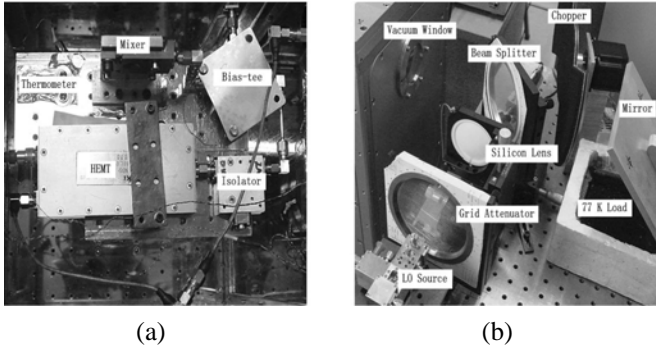 Mixer
Thermometer
Bias-tee
HEMT
Isolator
Chopper
Vacuum Window
Beam Splitter
Mirror
Silicon Lens
77 K Load
Grid Attenuator
LO Source
(a)
(b)